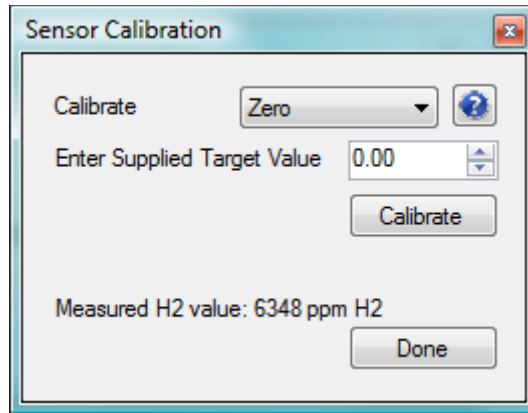 Sensor Calibration
Calibrate Zero ?
Enter Supplied Target Value 0.00
Calibrate
Measured H2 value: 6348 ppm H2
Done